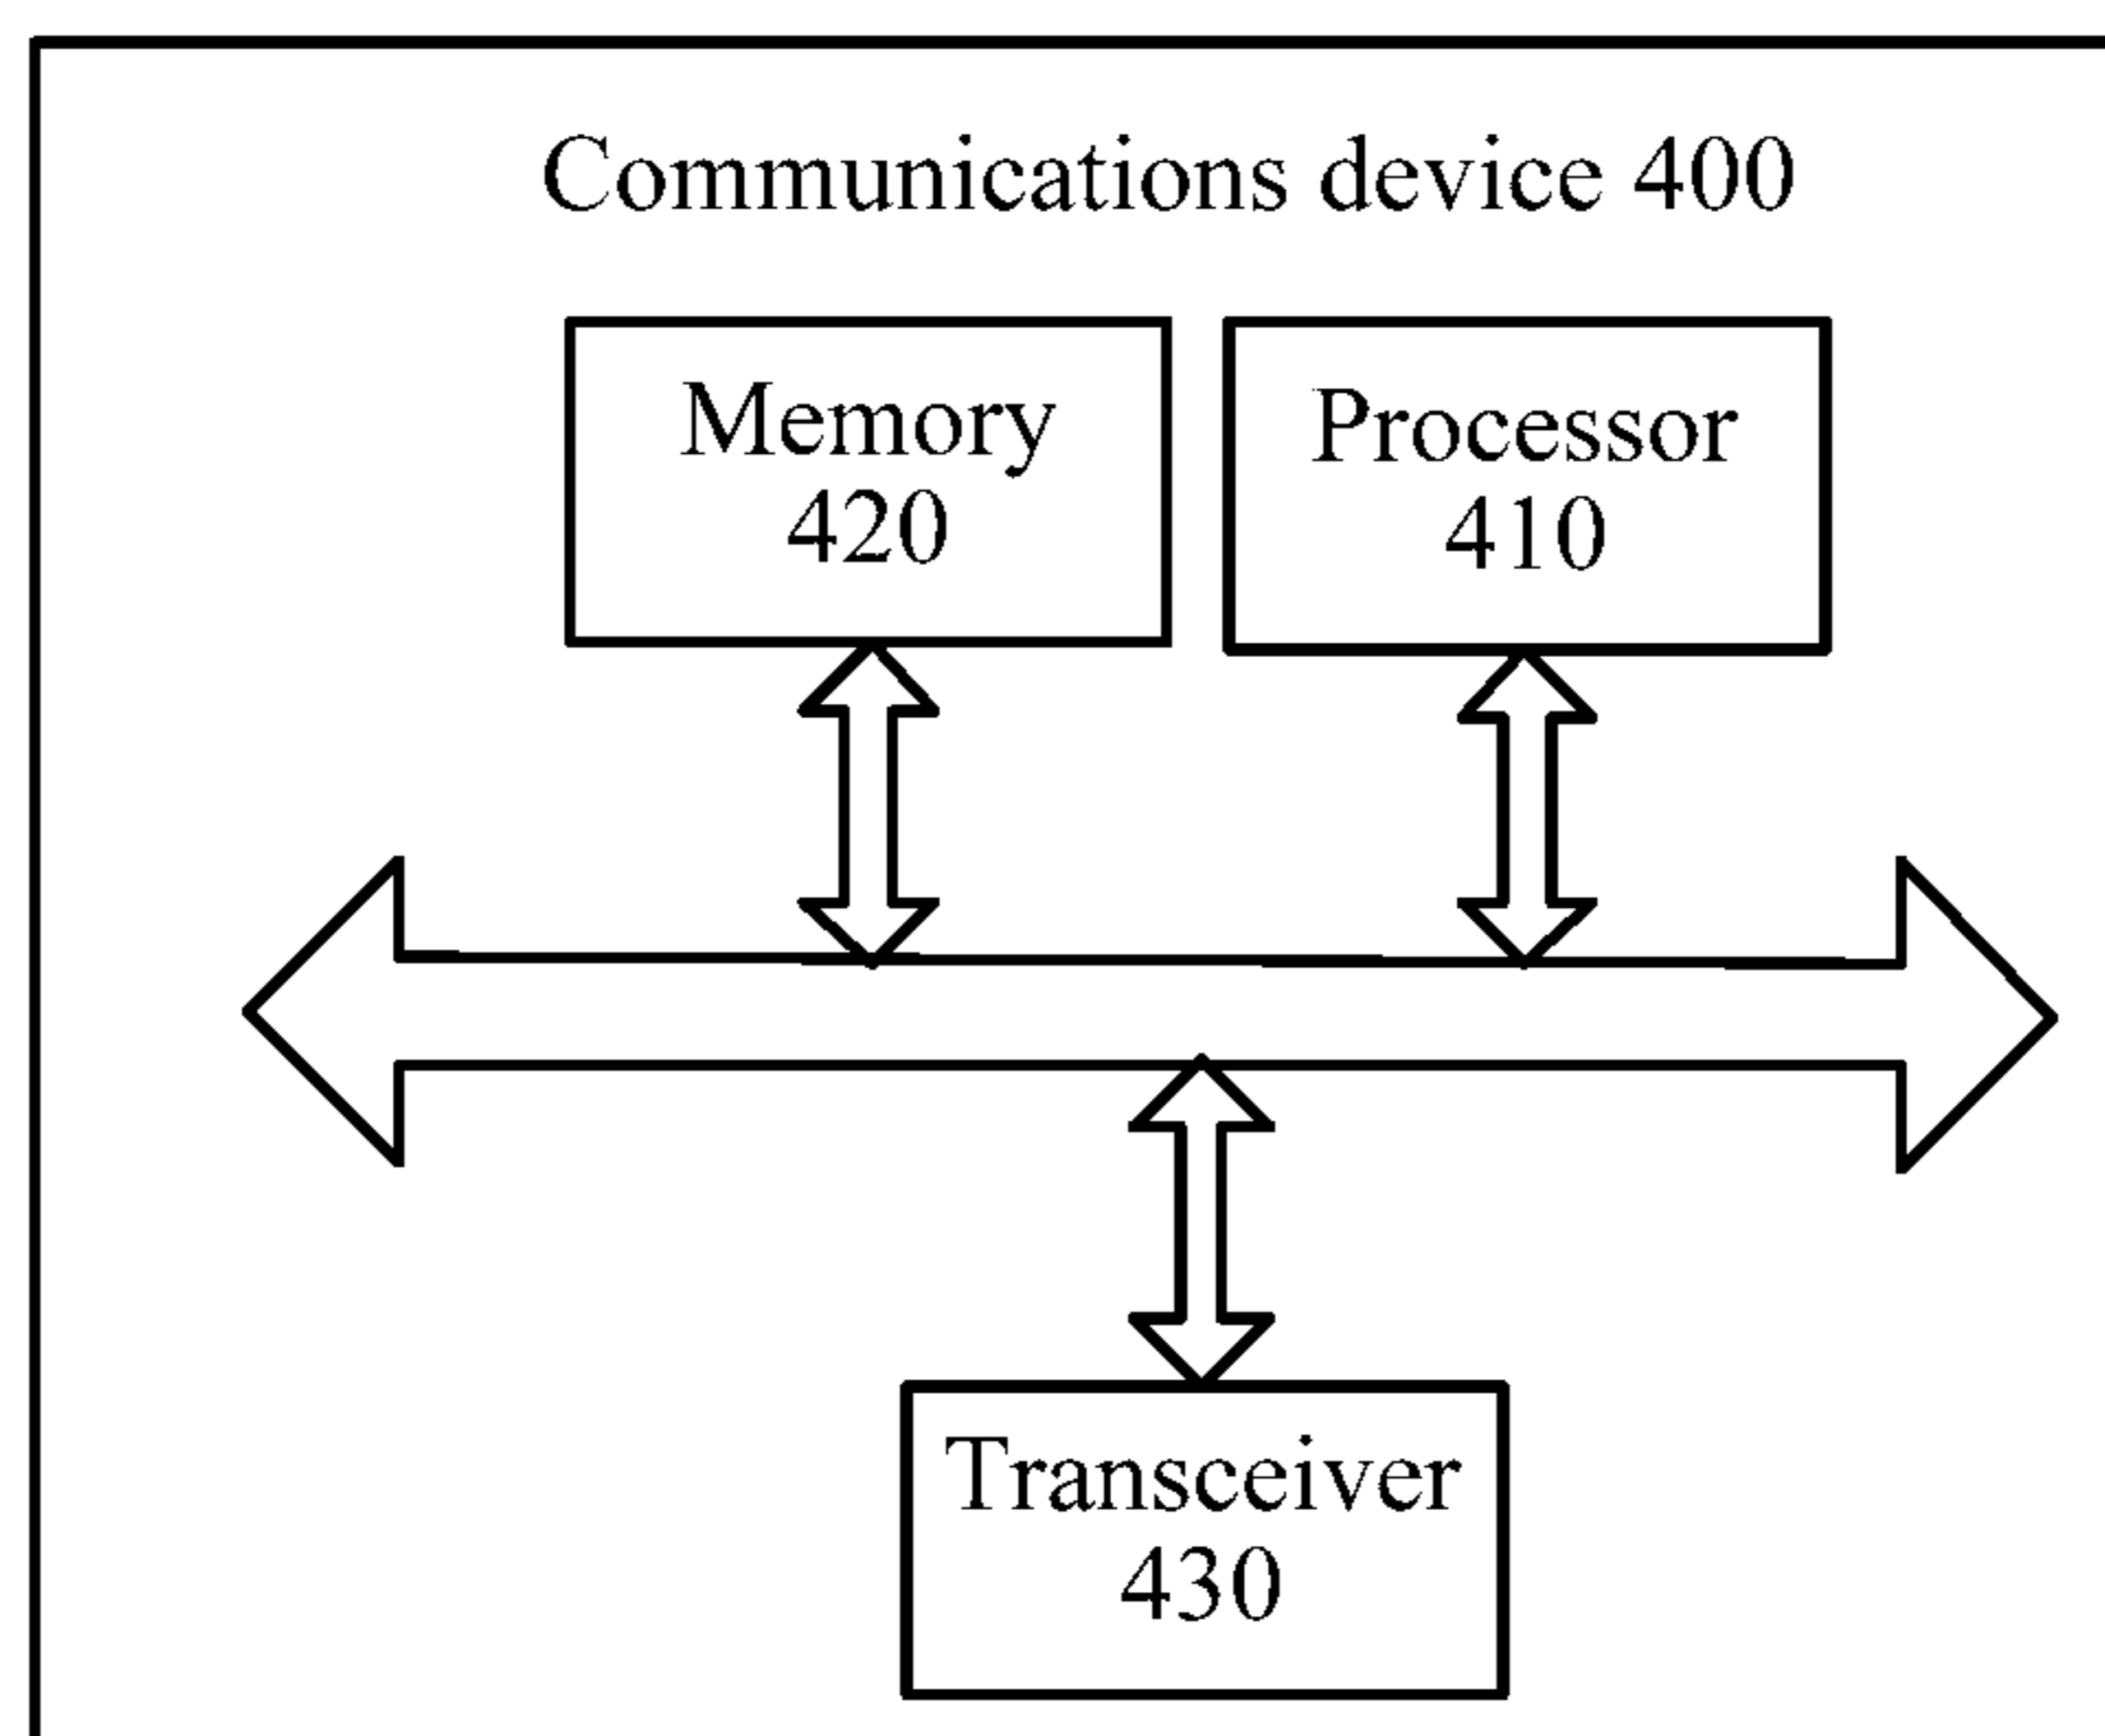 Communications device 400
Memory
420
Processor
410
Transceiver
430